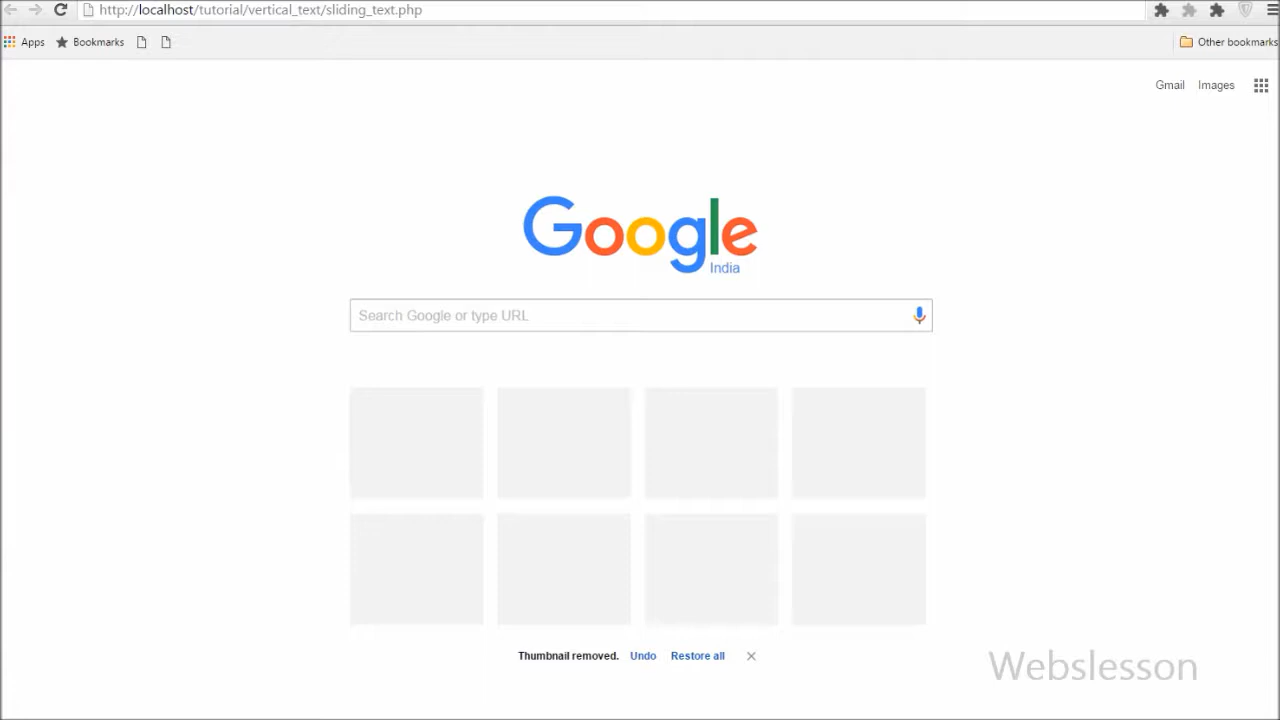 http://localhost/tutorial/vertical_text/sliding_text.php
Apps Bookmarks Other bookmarks
Gmail Images
Google
India
Search Google or type URL
Thumbnail removed. Undo Restore all
Webslesson